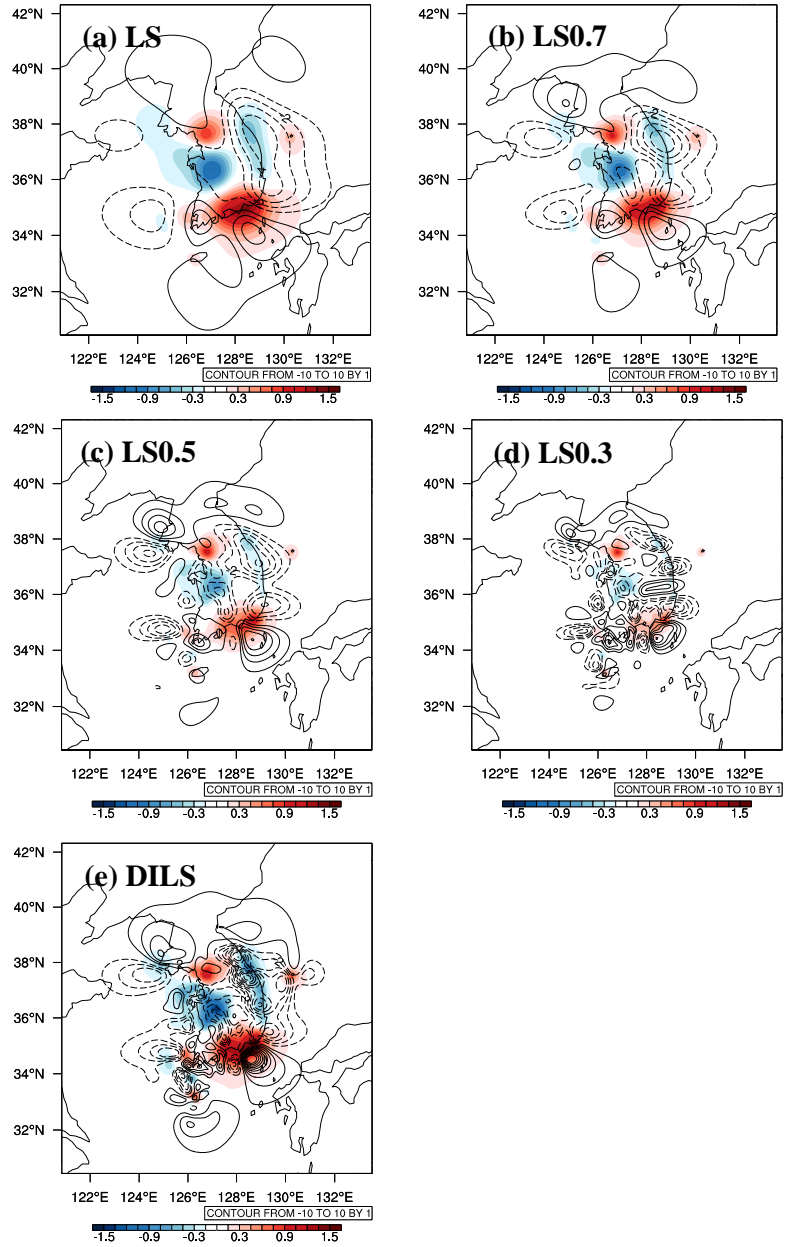 (a) LS
42°N
40°N
38°N
36°N
34°N
32°N
122°E 124°E 126°E 128°E 130°E 132°E
CONTOUR FROM -10 TO 10 BY 1
-1.5 -0.9 -0.3 0.3 0.9 1.5
(b) LS0.7
42°N
40°N
38°N
36°N
34°N
32°N
122°E 124°E 126°E 128°E 130°E 132°E
CONTOUR FROM -10 TO 10 BY 1
-1.5 -0.9 -0.3 0.3 0.9 1.5
(c) LS0.5
42°N
40°N
38°N
36°N
34°N
32°N
122°E 124°E 126°E 128°E 130°E 132°E
CONTOUR FROM -10 TO 10 BY 1
-1.5 -0.9 -0.3 0.3 0.9 1.5
(d) LS0.3
42°N
40°N
38°N
36°N
34°N
32°N
122°E 124°E 126°E 128°E 130°E 132°E
CONTOUR FROM -10 TO 10 BY 1
-1.5 -0.9 -0.3 0.3 0.9 1.5
(e) DILS
42°N
40°N
38°N
36°N
34°N
32°N
122°E 124°E 126°E 128°E 130°E 132°E
CONTOUR FROM -10 TO 10 BY 1
-1.5 -0.9 -0.3 0.3 0.9 1.5